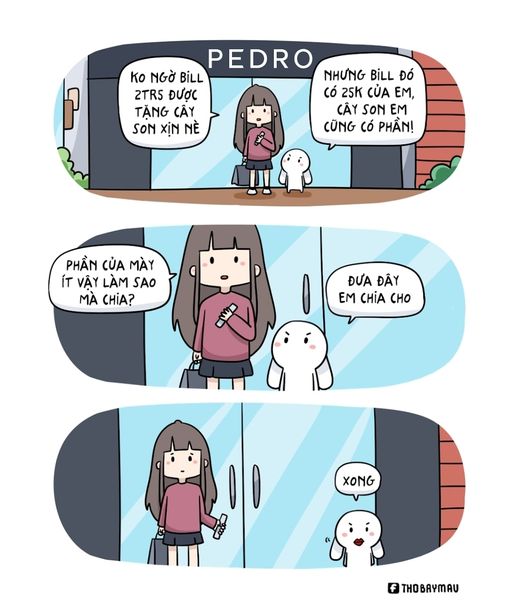 PEDRO
KO NGỜ BILL
2TR5 ĐƯỢC
TẶNG CÂY
SON XỊN NÈ
NHƯNG BILL ĐÓ
CÓ 25K CỦA EM,
CÂY SON EM
CŨNG CÓ PHẦN!
PHẦN CỦA MÀY
ÍT VẬY LÀM SAO
MÀ CHIA?
ĐƯA ĐÂY
EM CHIA CHO
XONG
THOBAYMAU